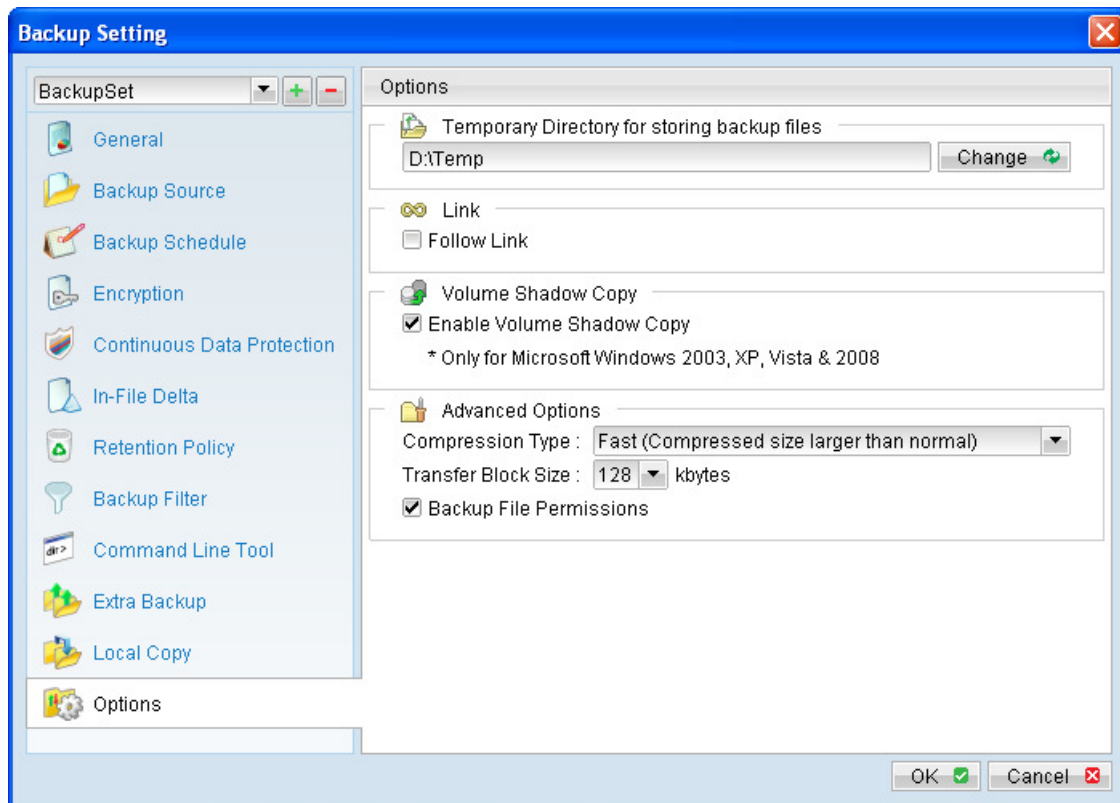 Backup Setting
BackupSet
General
Backup Source
Backup Schedule
Encryption
Continuous Data Protection
In-File Delta
Retention Policy
Backup Filter
dir>
Command Line Tool
Extra Backup
Local Copy
Options
Options
Temporary Directory for storing backup files
D:\Temp
Change
Link
Follow Link
Volume Shadow Copy
Enable Volume Shadow Copy
* Only for Microsoft Windows 2003, XP, Vista & 2008
Advanced Options
Compression Type : Fast (Compressed size larger than normal)
Transfer Block Size : 128 kbytes
Backup File Permissions
OK Cancel